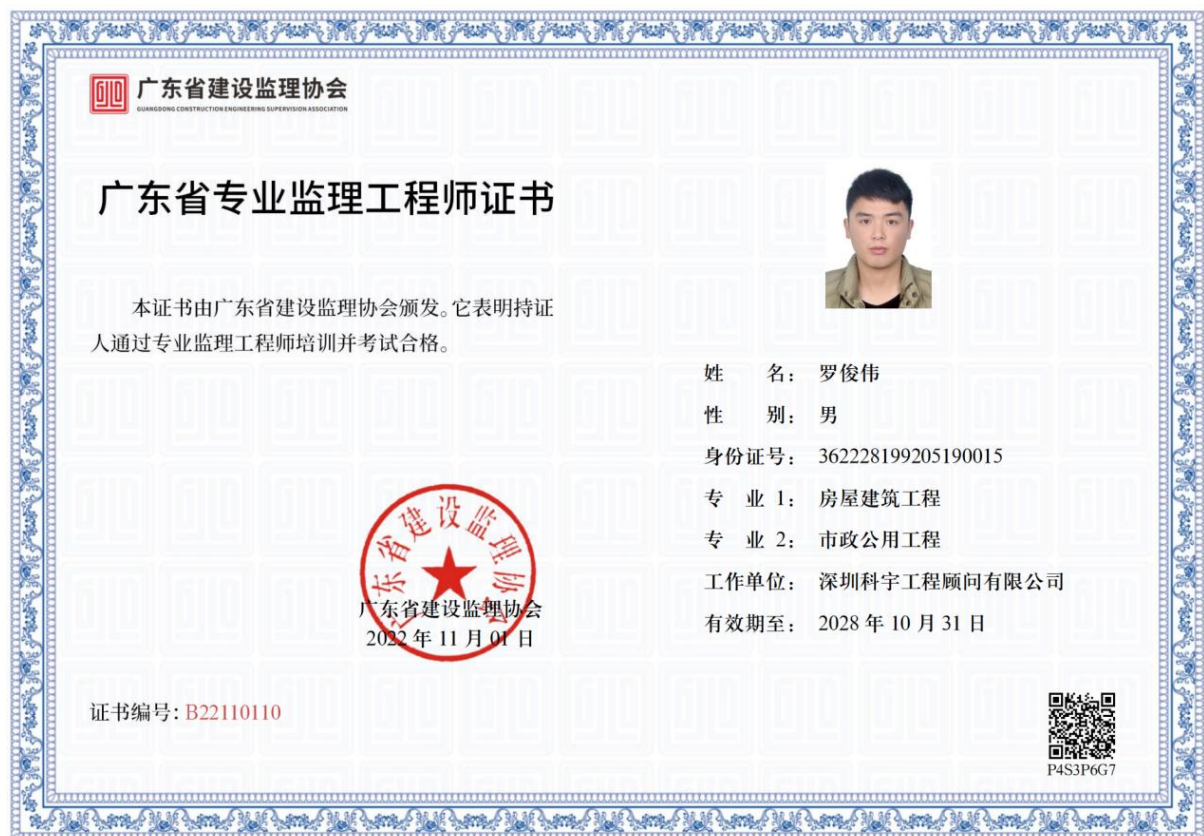 广东省建设监理协会
GUANGDONG CONSTRUCTION ENGINEERING SUPERVISION ASSOCIATION
广东省专业监理工程师证书
本证书由广东省建设监理协会颁发。它表明持证
人通过专业监理工程师培训并考试合格。
姓 名： 罗俊伟
性 别： 男
身份证号： 362228199205190015
专 业 1： 房屋建筑工程
专 业 2： 市政公用工程
工作单位： 深圳科宇工程顾问有限公司
有效期至： 2028 年 10 月 31 日
广东省建设监理协会
广东省建设监理协会
2022 年 11 月 01 日
证书编号：B22110110
P4S3P6G7